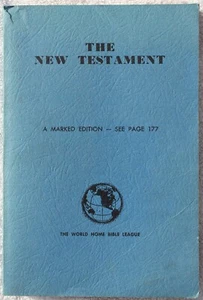 THE
NEW TESTAMENT
A MARKED EDITION — SEE PAGE 177
THE WORLD HOME BIBLE LEAGUE